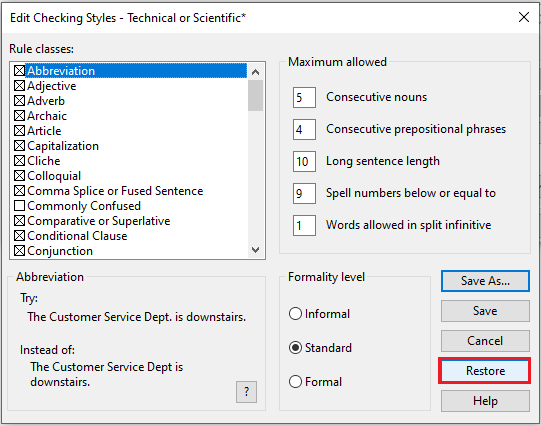 Edit Checking Styles - Technical or Scientific*
Rule classes:
Abbreviation
Adjective
Adverb
Archaic
Article
Capitalization
Cliche
Colloquial
Comma Splice or Fused Sentence
Commonly Confused
Comparative or Superlative
Conditional Clause
Conjunction
Maximum allowed
5 Consecutive nouns
4 Consecutive prepositional phrases
10 Long sentence length
9 Spell numbers below or equal to
1 Words allowed in split infinitive
Abbreviation
Try:
The Customer Service Dept. is downstairs.
Instead of:
The Customer Service Dept is
downstairs.
?
Formality level
Informal
Standard
Formal
Save As...
Save
Cancel
Restore
Help